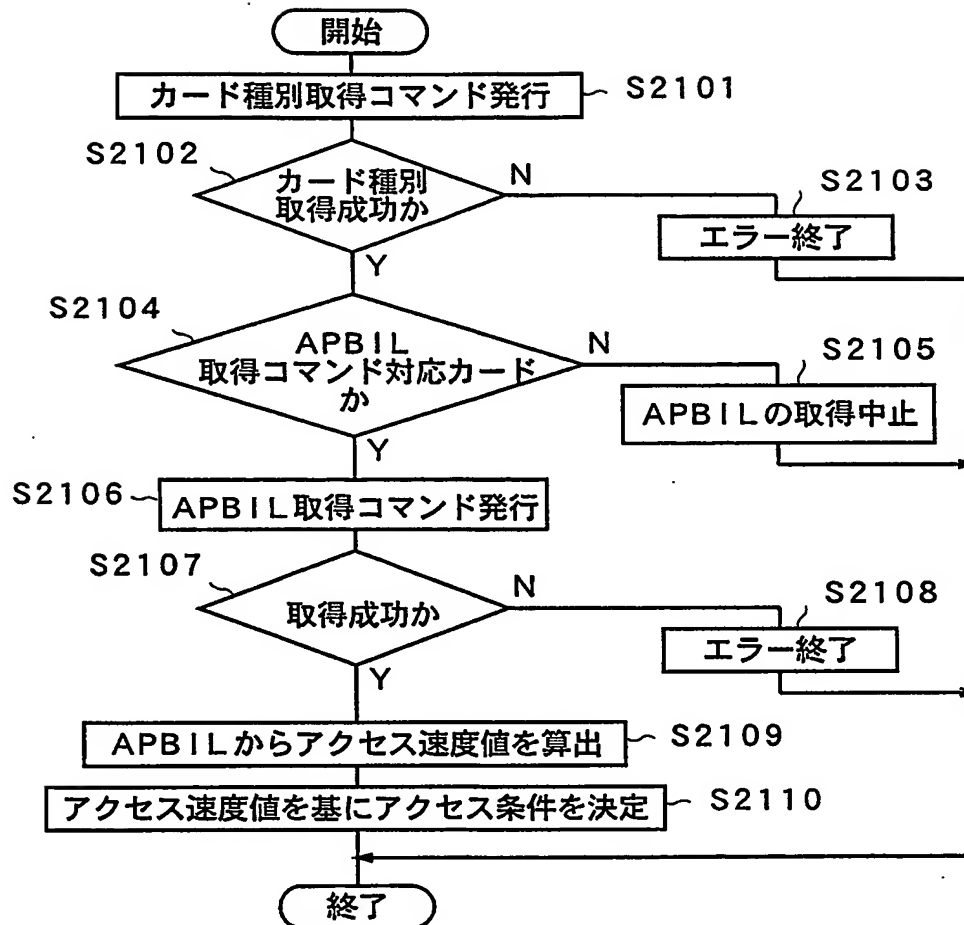 開始
カード種別取得コマンド発行
S2101
S2102
カード種別
取得成功か
N
S2103
エラー終了
Y
S2104
APBIL
取得コマンド対応カード
か
N
S2105
APBILの取得中止
Y
S2106
APBIL取得コマンド発行
S2107
取得成功か
N
S2108
エラー終了
Y
APBILからアクセス速度値を算出
S2109
アクセス速度値を基にアクセス条件を決定
S2110
終了